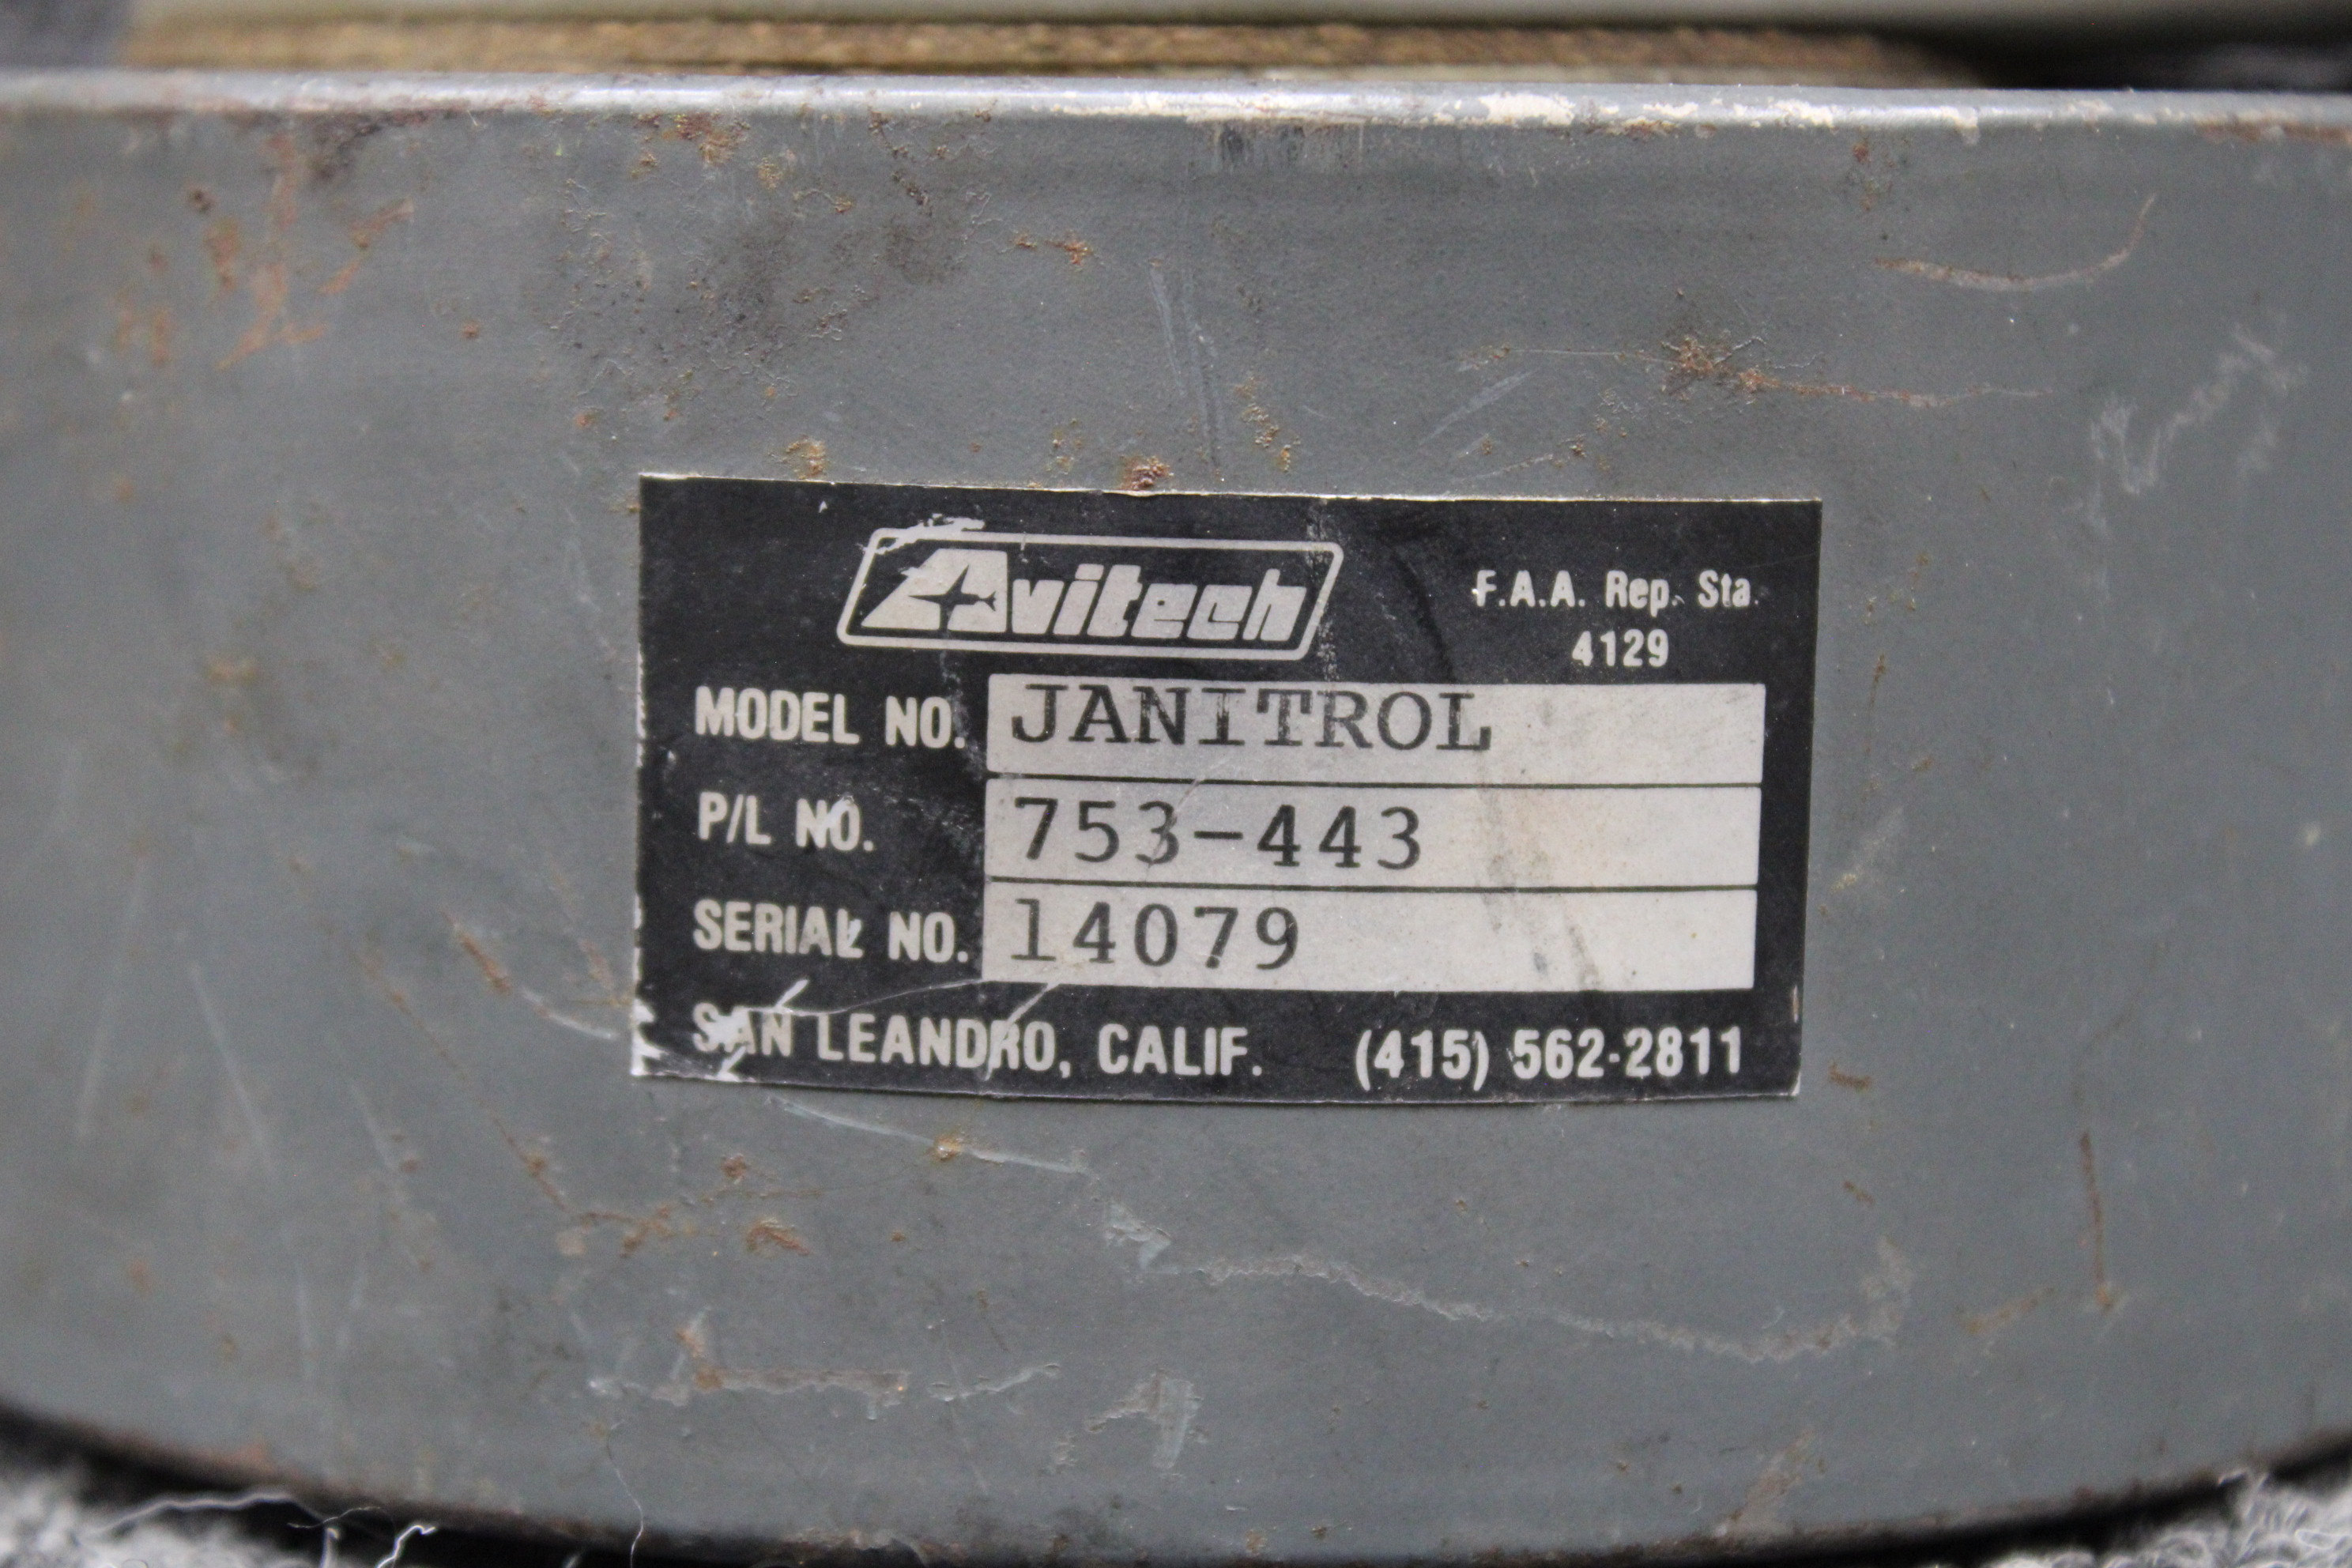 Avitech
F.A.A. Rep. Sta.
4129
MODEL NO. JANITROL
P/L NO. 753-443
SERIAL NO. 14079
SAN LEANDRO, CALIF. (415) 562-2811